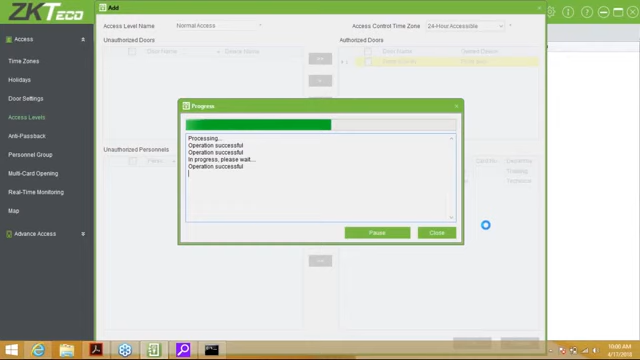 ZKTeco
Access
Time Zones
Holidays
Door Settings
Access Levels
Anti-Passback
Personnel Group
Multi-Card Opening
Real-Time Monitoring
Map
Advance Access
Add
Access Level Name
Normal Access
Access Control Time Zone
24-Hour Accessible
Unauthorized Doors
Authorized Doors
Door Name
Door Name
Progress
Processing...
Operation successful
Operation successful
In progress, please wait....
Operation successful
Pause
Close
Unauthorized Personnels
Training
10:00 AM